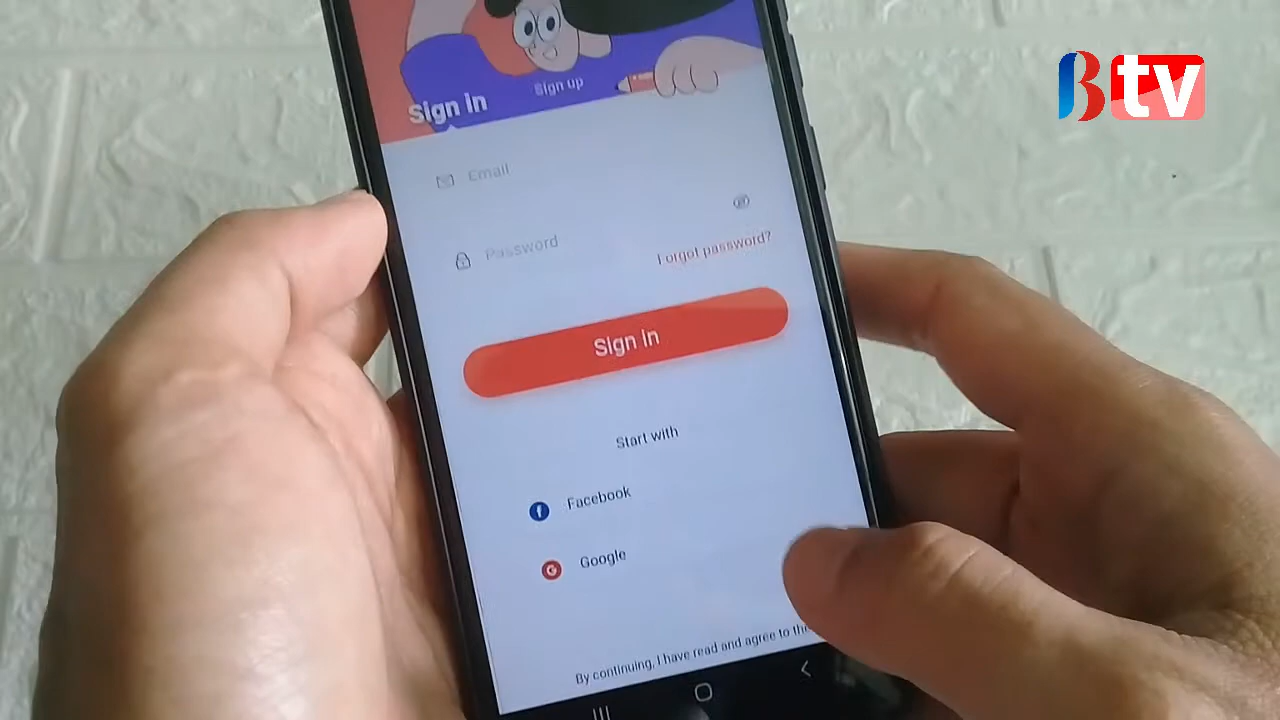 Btv
Sign in
Sign up
Email
Password
Forgot password?
Sign in
Start with
Facebook
Google
By continuing, I have read and agree to the